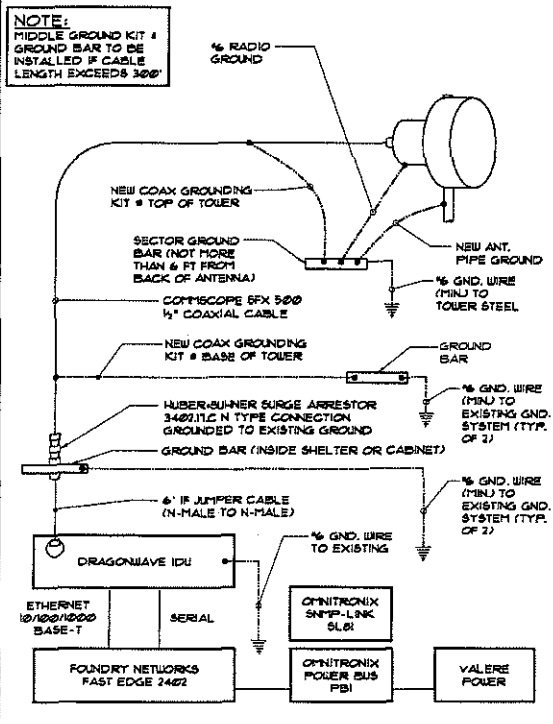 NOTE:
MIDDLE GROUND KIT &
GROUND BAR TO BE
INSTALLED IF CABLE
LENGTH EXCEEDS 300'
#6 RADIO
GROUND
NEW COAX GROUNDING
KIT @ TOP OF TOWER
SECTOR GROUND
BAR (NOT MORE
THAN 6 FT FROM
BACK OF ANTENNA)
NEW ANT.
PIPE GROUND
#6 GND. WIRE
(MIN.) TO
TOWER STEEL
COMMSCOPE SFX 500
1/2" COAXIAL CABLE
NEW COAX GROUNDING
KIT @ BASE OF TOWER
GROUND
BAR
#6 GND. WIRE
(MIN.) TO
EXISTING GND.
SYSTEM (TYP.
OF 2)
HUBER+SUHNER SURGE ARRESTOR
3402.17.C N TYPE CONNECTION
GROUNDED TO EXISTING GROUND
GROUND BAR (INSIDE SHELTER OR CABINET)
#6 GND. WIRE
(MIN.) TO
EXISTING GND.
SYSTEM (TYP.
OF 2)
6' IF JUMPER CABLE
(N-MALE TO N-MALE)
#6 GND. WIRE
TO EXISTING
DRAGONWAVE IDU
ETHERNET
10/100/1000
BASE-T
SERIAL
OMNITRONIX
SNMP-LINK
SL81
FOUNDRY NETWORKS
FAST EDGE 2402
OMNITRONIX
POWER BUS
PB1
VALERE
POWER